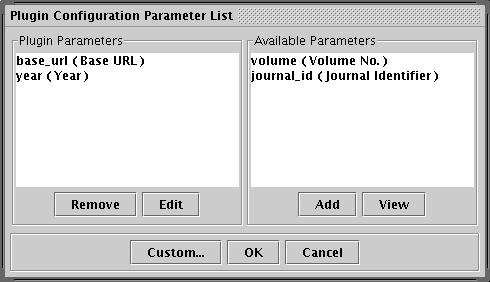 Plugin Configuration Parameter List
Plugin Parameters
base_url ( Base URL )
year ( Year )
Remove
Edit
Available Parameters
volume ( Volume No. )
journal_id ( Journal Identifier )
Add
View
Custom...
OK
Cancel